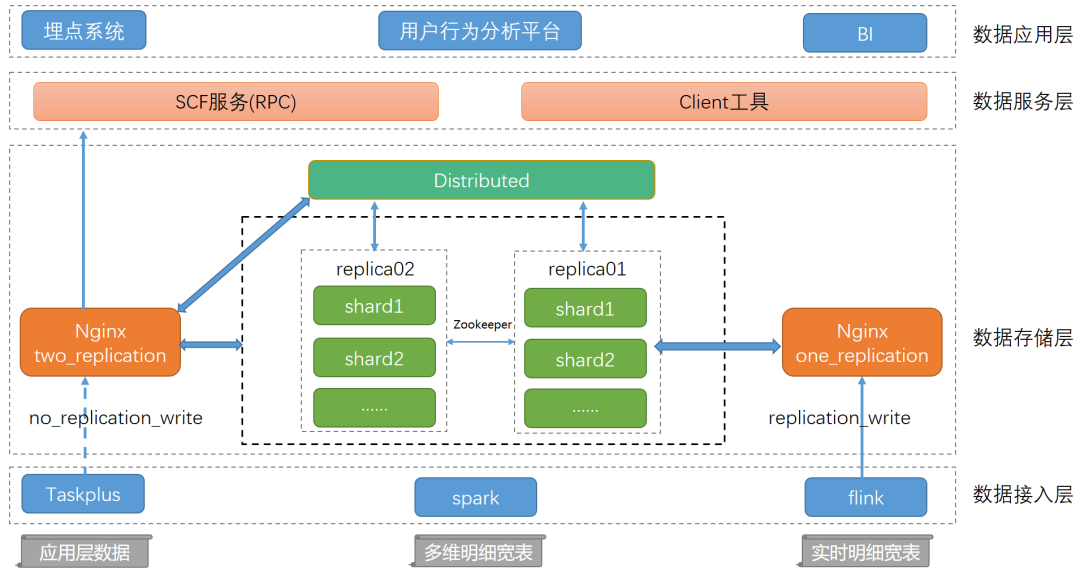 埋点系统
用户行为分析平台
BI
数据应用层
SCF服务(RPC)
Client工具
数据服务层
Distributed
replica02
replica01
shard1
shard1
Zookeeper
shard2
shard2
......
......
Nginx
two_replication
Nginx
one_replication
数据存储层
no_replication_write
replication_write
Taskplus
spark
flink
数据接入层
应用层数据
多维明细宽表
实时明细宽表